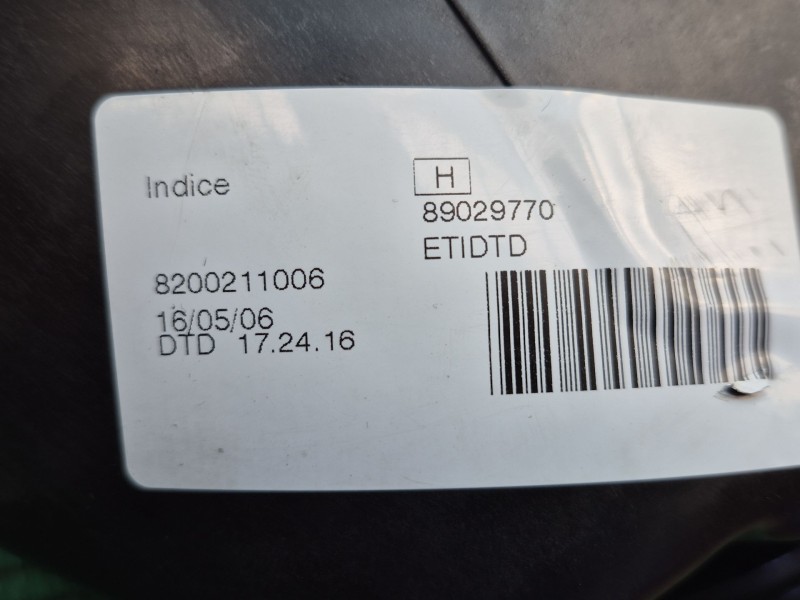 Indice
H
89029770
ETIDTD
8200211006
16/05/06
DTD 17.24.16